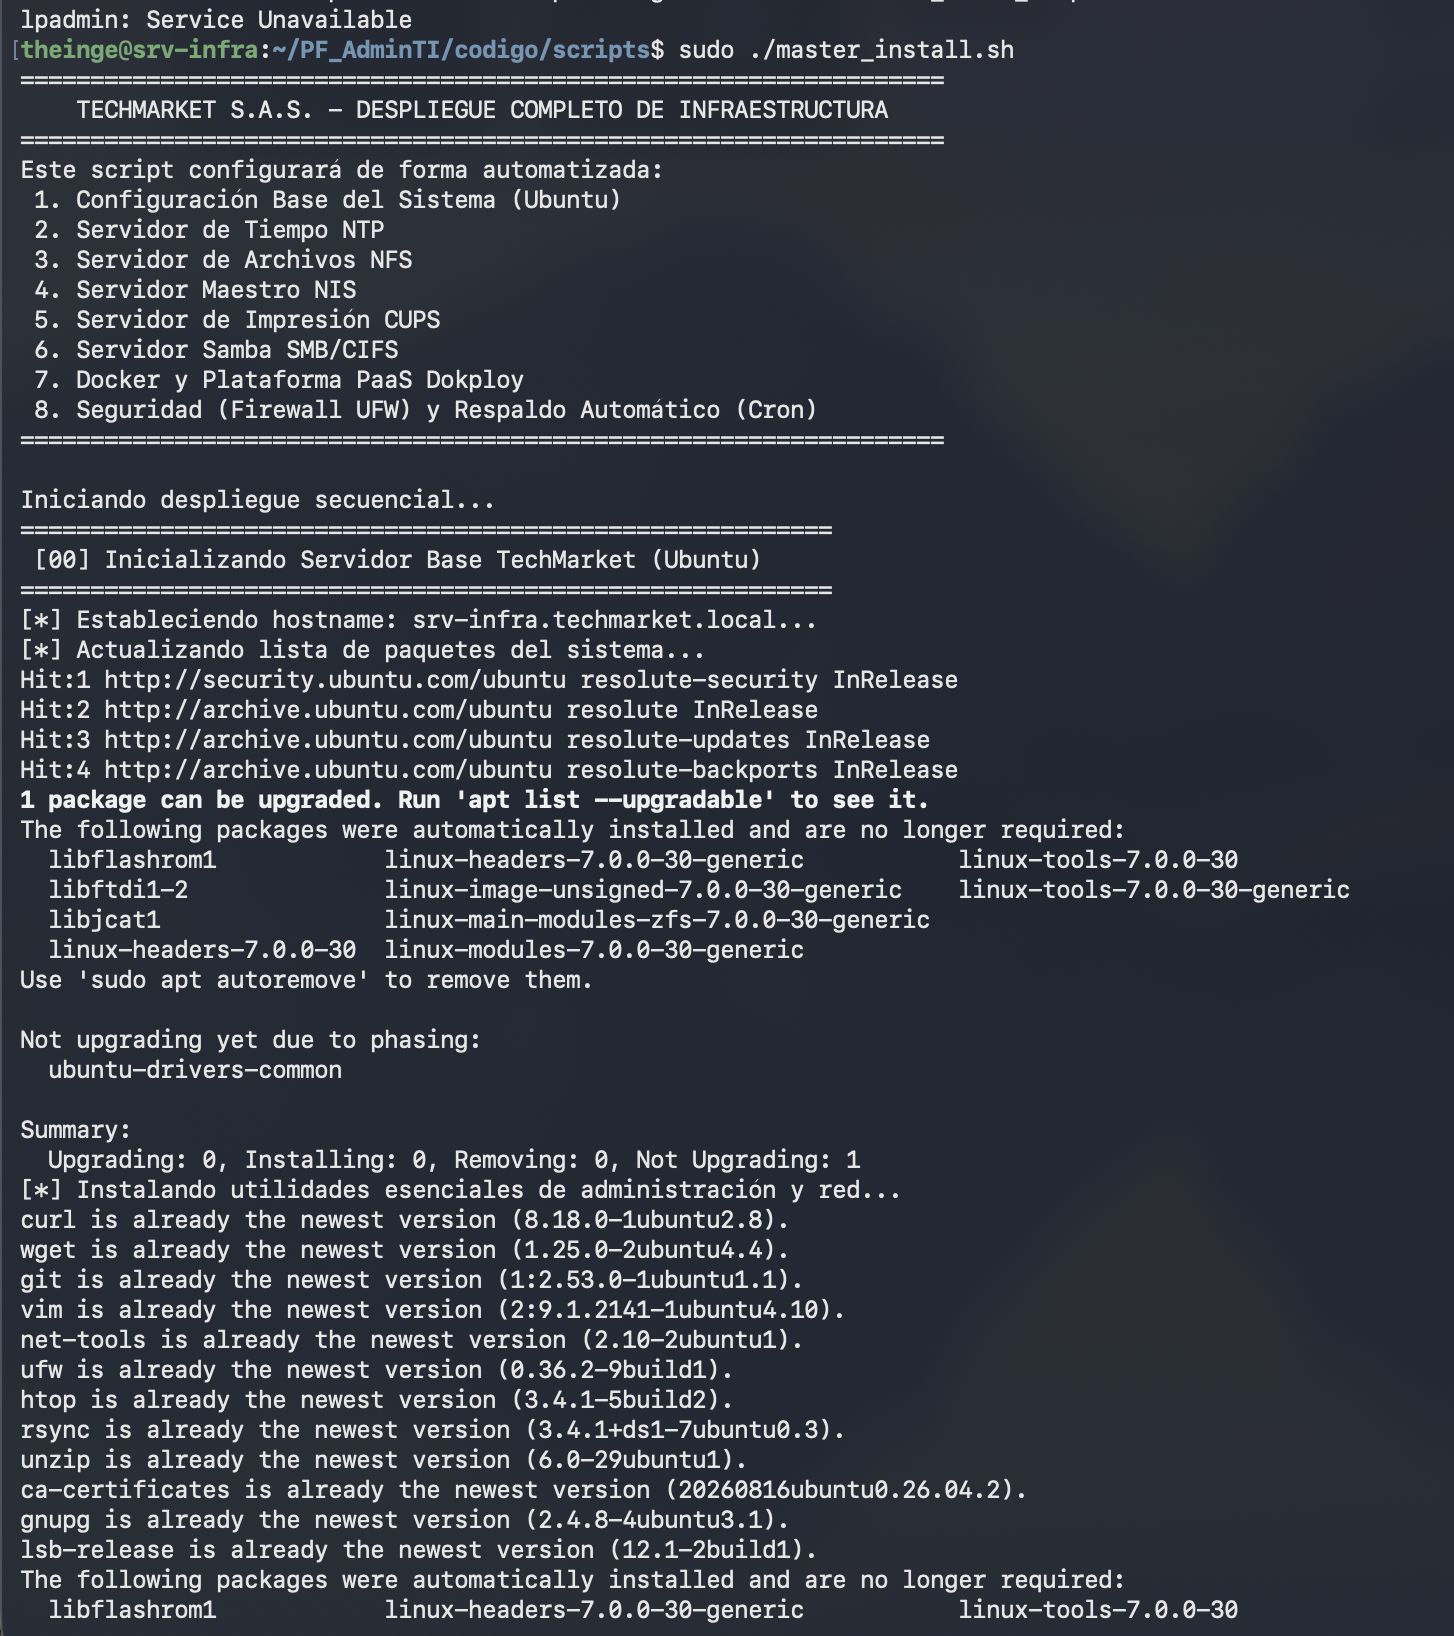 lpadmin: Service Unavailable
[theinge@srv-infra:~/PF_AdminTI/codigo/scripts$ sudo ./master_install.sh
==================================================================
    TECHMARKET S.A.S. – DESPLIEGUE COMPLETO DE INFRAESTRUCTURA
==================================================================
Este script configurará de forma automatizada:
 1. Configuración Base del Sistema (Ubuntu)
 2. Servidor de Tiempo NTP
 3. Servidor de Archivos NFS
 4. Servidor Maestro NIS
 5. Servidor de Impresión CUPS
 6. Servidor Samba SMB/CIFS
 7. Docker y Plataforma PaaS Dokploy
 8. Seguridad (Firewall UFW) y Respaldo Automático (Cron)
==================================================================

Iniciando despliegue secuencial...
==========================================================
 [00] Inicializando Servidor Base TechMarket (Ubuntu)
==========================================================
[*] Estableciendo hostname: srv-infra.techmarket.local...
[*] Actualizando lista de paquetes del sistema...
Hit:1 http://security.ubuntu.com/ubuntu resolute-security InRelease
Hit:2 http://archive.ubuntu.com/ubuntu resolute InRelease
Hit:3 http://archive.ubuntu.com/ubuntu resolute-updates InRelease
Hit:4 http://archive.ubuntu.com/ubuntu resolute-backports InRelease
1 package can be upgraded. Run 'apt list --upgradable' to see it.
The following packages were automatically installed and are no longer required:
  libflashrom1            linux-headers-7.0.0-30-generic           linux-tools-7.0.0-30
  libftdi1-2              linux-image-unsigned-7.0.0-30-generic    linux-tools-7.0.0-30-generic
  libjcat1                linux-main-modules-zfs-7.0.0-30-generic
  linux-headers-7.0.0-30  linux-modules-7.0.0-30-generic
Use 'sudo apt autoremove' to remove them.

Not upgrading yet due to phasing:
  ubuntu-drivers-common

Summary:
  Upgrading: 0, Installing: 0, Removing: 0, Not Upgrading: 1
[*] Instalando utilidades esenciales de administración y red...
curl is already the newest version (8.18.0-1ubuntu2.8).
wget is already the newest version (1.25.0-2ubuntu4.4).
git is already the newest version (1:2.53.0-1ubuntu1.1).
vim is already the newest version (2:9.1.2141-1ubuntu4.10).
net-tools is already the newest version (2.10-2ubuntu1).
ufw is already the newest version (0.36.2-9build1).
htop is already the newest version (3.4.1-5build2).
rsync is already the newest version (3.4.1+ds1-7ubuntu0.3).
unzip is already the newest version (6.0-29ubuntu1).
ca-certificates is already the newest version (20260816ubuntu0.26.04.2).
gnupg is already the newest version (2.4.8-4ubuntu3.1).
lsb-release is already the newest version (12.1-2build1).
The following packages were automatically installed and are no longer required:
  libflashrom1            linux-headers-7.0.0-30-generic           linux-tools-7.0.0-30